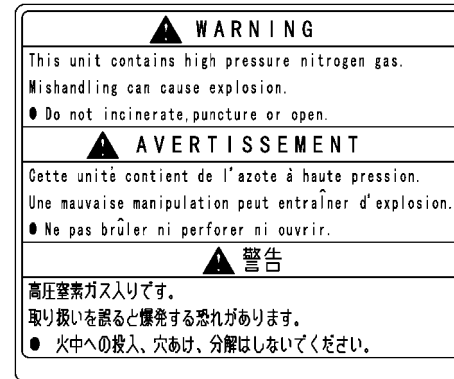 ⚠ WARNING
This unit contains high pressure nitrogen gas.
Mishandling can cause explosion.
● Do not incinerate,puncture or open.
⚠ AVERTISSEMENT
Cette unité contient de l'azote à haute pression.
Une mauvaise manipulation peut entraîner d'explosion.
● Ne pas brûler ni perforer ni ouvrir.
⚠ 警告
高圧窒素ガス入りです。
取り扱いを誤ると爆発する恐れがあります。
● 火中への投入、穴あけ、分解はしないでください。